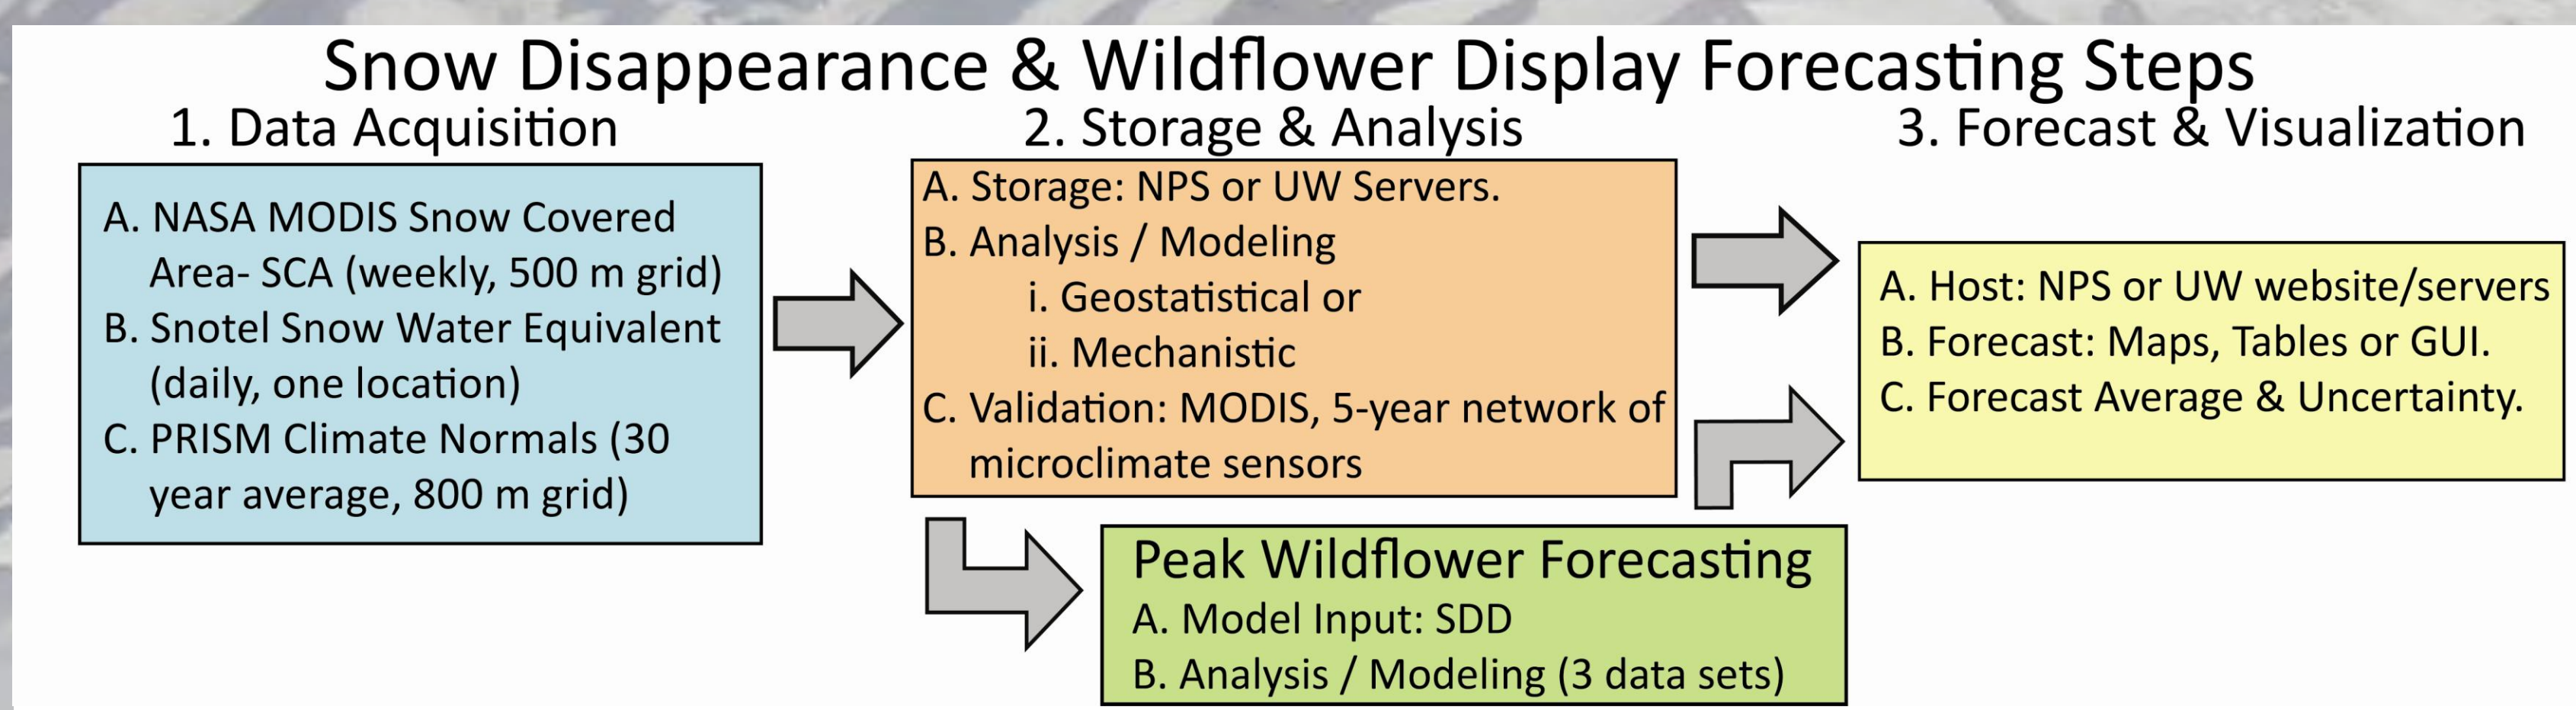 Snow Disappearance & Wildflower Display Forecasting Steps
1. Data Acquisition
A. NASA MODIS Snow Covered
Area- SCA (weekly, 500 m grid)
B. Snotel Snow Water Equivalent
(daily, one location)
C. PRISM Climate Normals (30
year average, 800 m grid)
2. Storage & Analysis
A. Storage: NPS or UW Servers.
B. Analysis / Modeling
i. Geostatistical or
ii. Mechanistic
C. Validation: MODIS, 5-year network of
microclimate sensors
Peak Wildflower Forecasting
A. Model Input: SDD
B. Analysis / Modeling (3 data sets)
3. Forecast & Visualization
A. Host: NPS or UW website/servers
B. Forecast: Maps, Tables or GUI.
C. Forecast Average & Uncertainty.